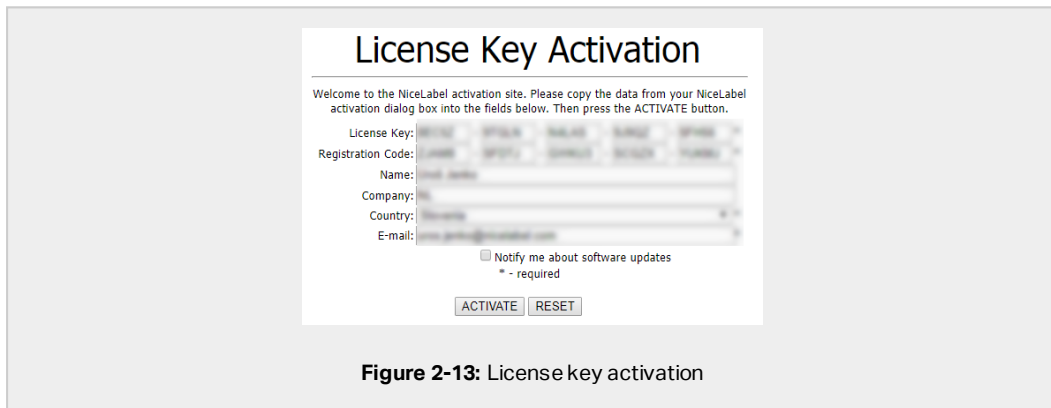 License Key Activation
Welcome to the NiceLabel activation site. Please copy the data from your NiceLabel
activation dialog box into the fields below. Then press the ACTIVATE button.
License Key: *
Registration Code: *
Name:
Company:
Country: *
E-mail: *
Notify me about software updates
* - required
ACTIVATE RESET
Figure 2-13: License key activation